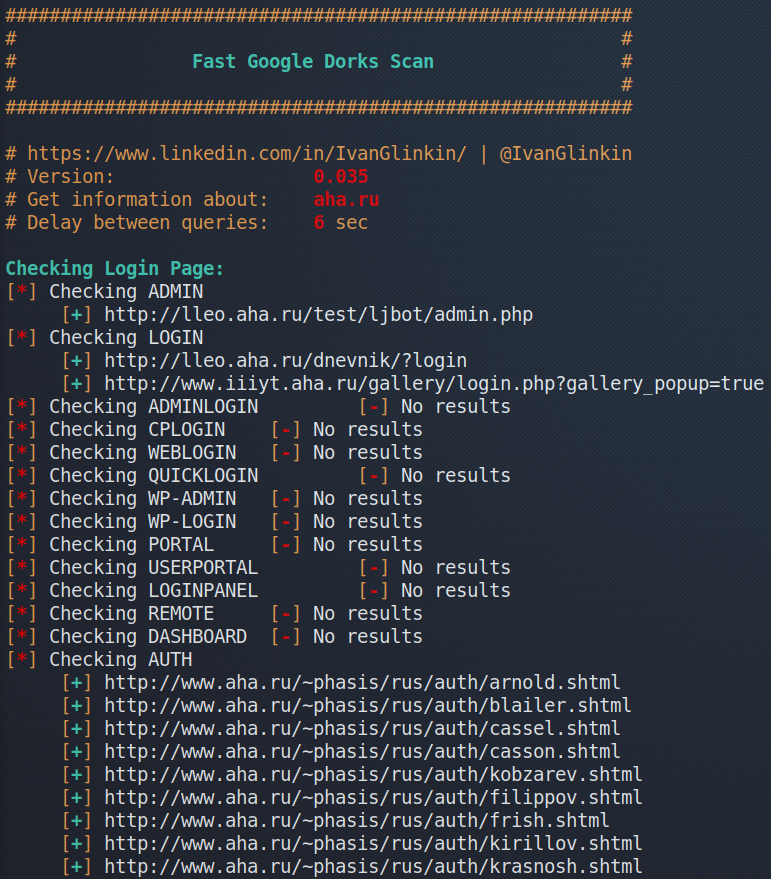 #########################################################
# #
# Fast Google Dorks Scan #
# #
#########################################################
# https://www.linkedin.com/in/IvanGlinkin/ | @IvanGlinkin
# Version: 0.035
# Get information about: aha.ru
# Delay between queries: 6 sec
Checking Login Page:
[*] Checking ADMIN
[+] http://lleo.aha.ru/test/ljbot/admin.php
[*] Checking LOGIN
[+] http://lleo.aha.ru/dnevnik/?login
[+] http://www.iiiyt.aha.ru/gallery/login.php?gallery_popup=true
[*] Checking ADMINLOGIN [-] No results
[*] Checking CPLOGIN [-] No results
[*] Checking WEBLOGIN [-] No results
[*] Checking QUICKLOGIN [-] No results
[*] Checking WP-ADMIN [-] No results
[*] Checking WP-LOGIN [-] No results
[*] Checking PORTAL [-] No results
[*] Checking USERPORTAL [-] No results
[*] Checking LOGINPANEL [-] No results
[*] Checking REMOTE [-] No results
[*] Checking DASHBOARD [-] No results
[*] Checking AUTH
[+] http://www.aha.ru/~phasis/rus/auth/arnold.shtml
[+] http://www.aha.ru/~phasis/rus/auth/blailer.shtml
[+] http://www.aha.ru/~phasis/rus/auth/cassel.shtml
[+] http://www.aha.ru/~phasis/rus/auth/casson.shtml
[+] http://www.aha.ru/~phasis/rus/auth/kobzarev.shtml
[+] http://www.aha.ru/~phasis/rus/auth/filippov.shtml
[+] http://www.aha.ru/~phasis/rus/auth/frish.shtml
[+] http://www.aha.ru/~phasis/rus/auth/kirillov.shtml
[+] http://www.aha.ru/~phasis/rus/auth/krasnosh.shtml